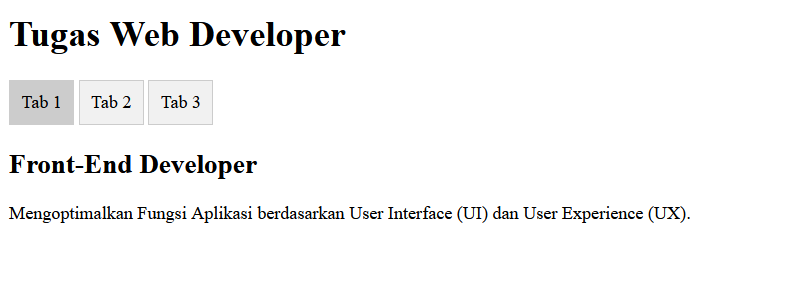 Tugas Web Developer
Tab 1 Tab 2 Tab 3
Front-End Developer
Mengoptimalkan Fungsi Aplikasi berdasarkan User Interface (UI) dan User Experience (UX).